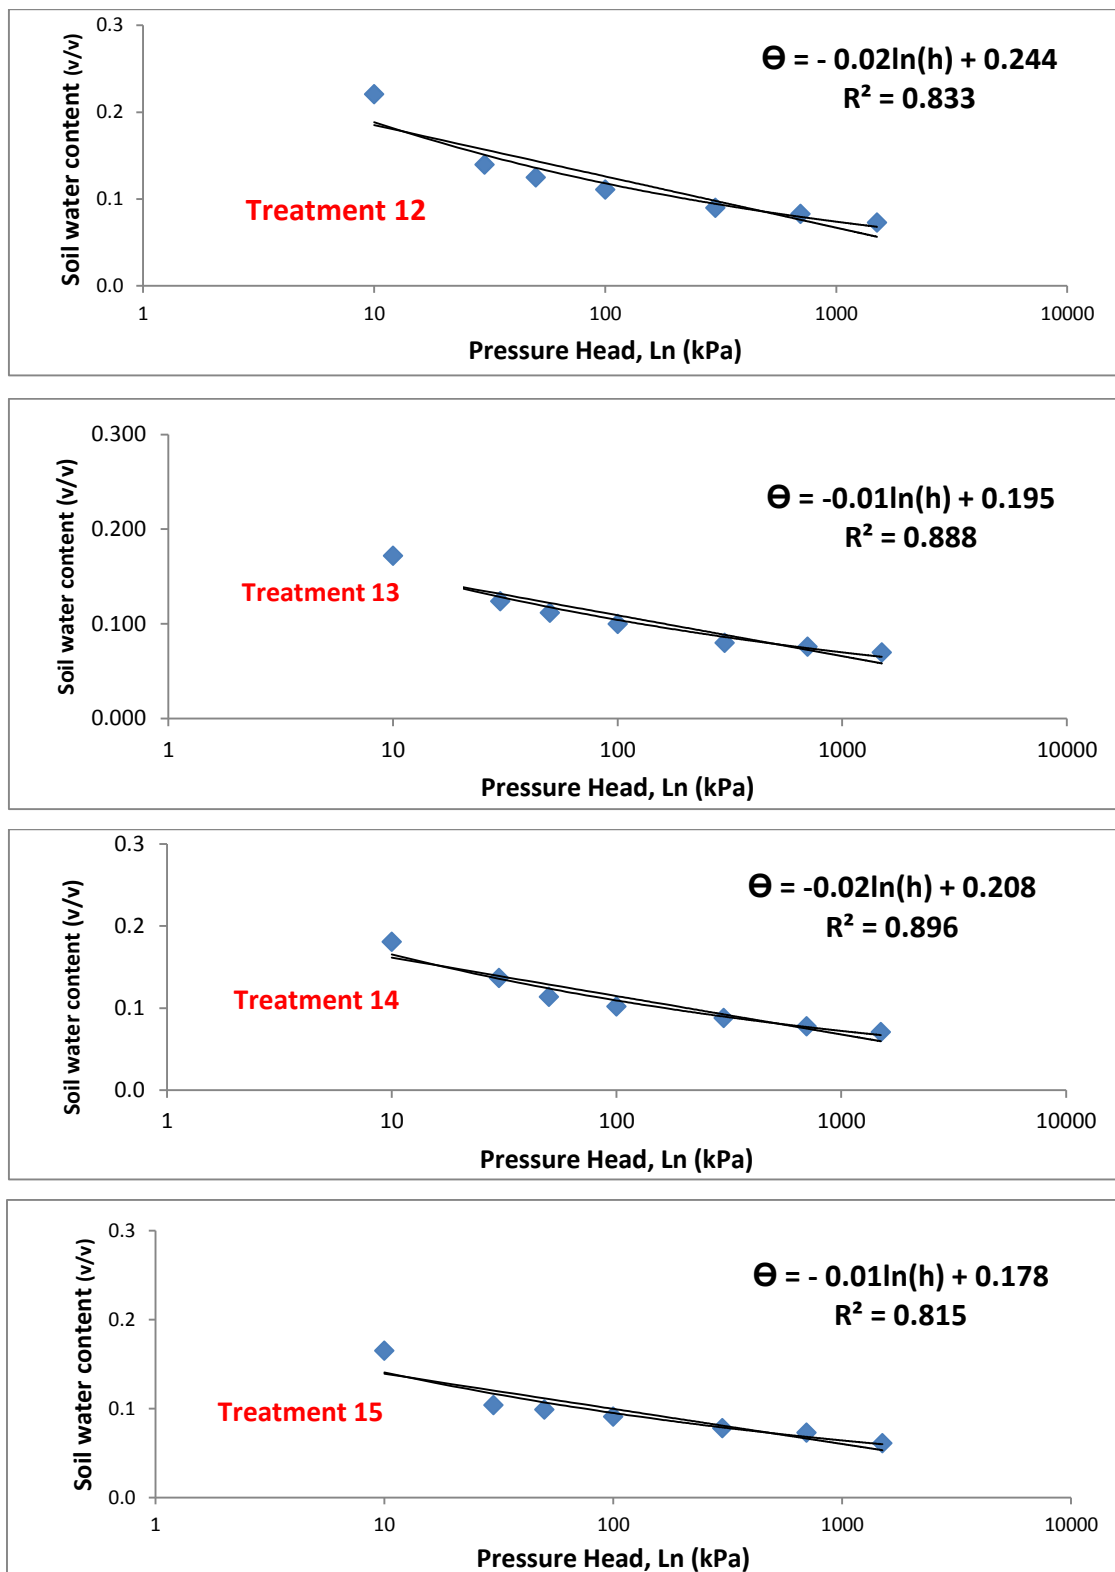 0.3
Ɵ = - 0.02ln(h) + 0.244
R² = 0.833
0.2
0.1
Treatment 12
0.0
Soil water content (v/v)
1 10 100 1000 10000
Pressure Head, Ln (kPa)
0.300
Ɵ = -0.01ln(h) + 0.195
R² = 0.888
0.200
Treatment 13
0.100
0.000
Soil water content (v/v)
1 10 100 1000 10000
Pressure Head, Ln (kPa)
0.3
Ɵ = -0.02ln(h) + 0.208
R² = 0.896
0.2
Treatment 14
0.1
0.0
Soil water content (v/v)
1 10 100 1000 10000
Pressure Head, Ln (kPa)
0.3
Ɵ = - 0.01ln(h) + 0.178
R² = 0.815
0.2
Treatment 15
0.1
0.0
Soil water content (v/v)
1 10 100 1000 10000
Pressure Head, Ln (kPa)